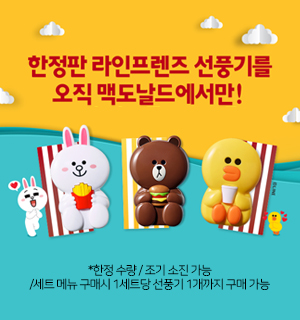 한정판 라인프렌즈 선풍기를
오직 맥도날드에서만!
*한정 수량 / 조기 소진 가능
/세트 메뉴 구매시 1세트당 선풍기 1개까지 구매 가능